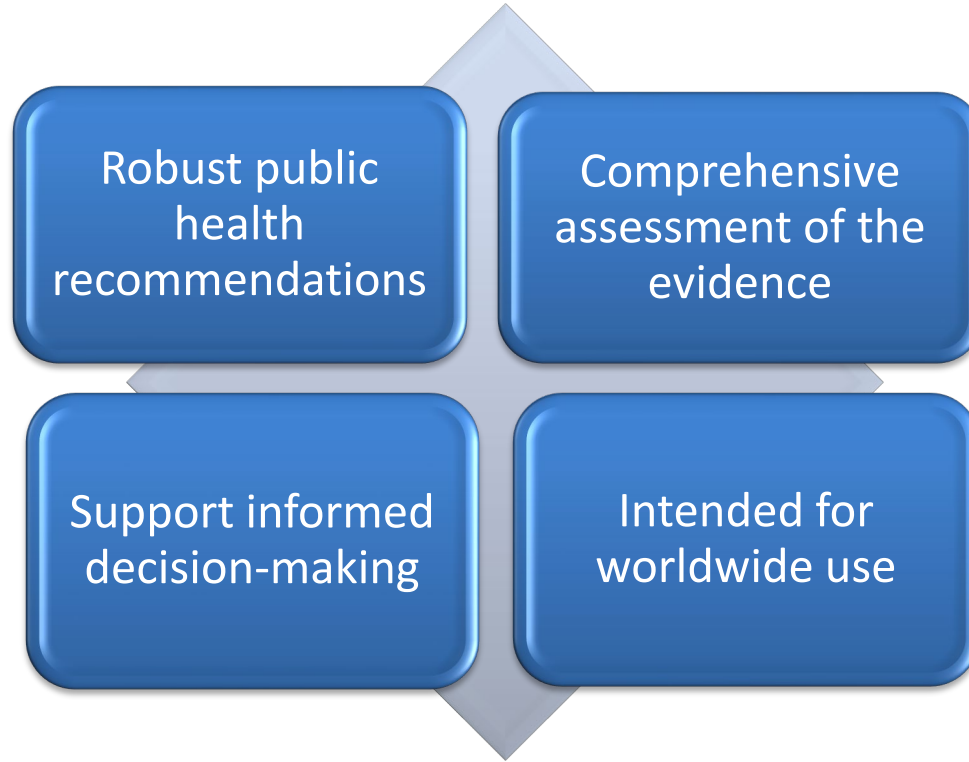 Robust public
health
recommendations
Comprehensive
assessment of the
evidence
Support informed
decision-making
Intended for
worldwide use